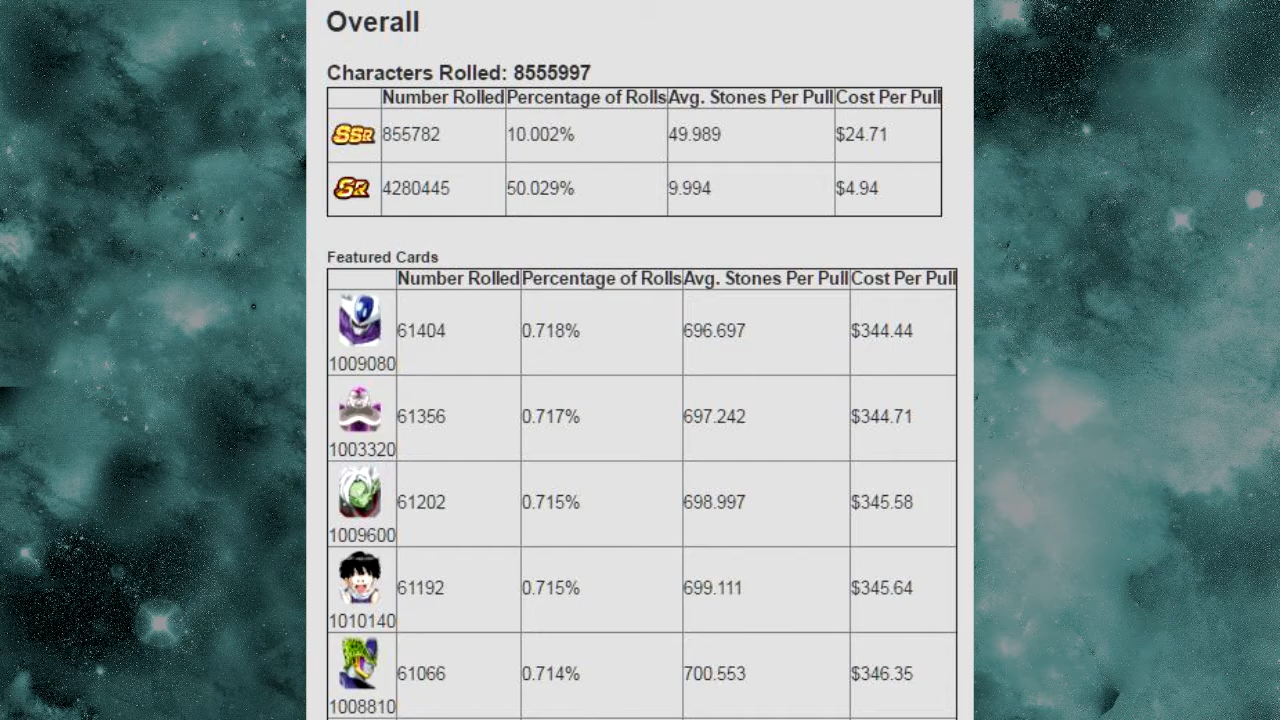 Overall
Characters Rolled: 8555997
Number Rolled Percentage of Rolls Avg. Stones Per Pull Cost Per Pull
SSR 855782 10.002% 49.989 $24.71
SR 4280445 50.029% 9.994 $4.94
Featured Cards
Number Rolled Percentage of Rolls Avg. Stones Per Pull Cost Per Pull
61404 0.718% 696.697 $344.44
1009080
61356 0.717% 697.242 $344.71
1003320
61202 0.715% 698.997 $345.58
1009600
61192 0.715% 699.111 $345.64
1010140
61066 0.714% 700.553 $346.35
1008810